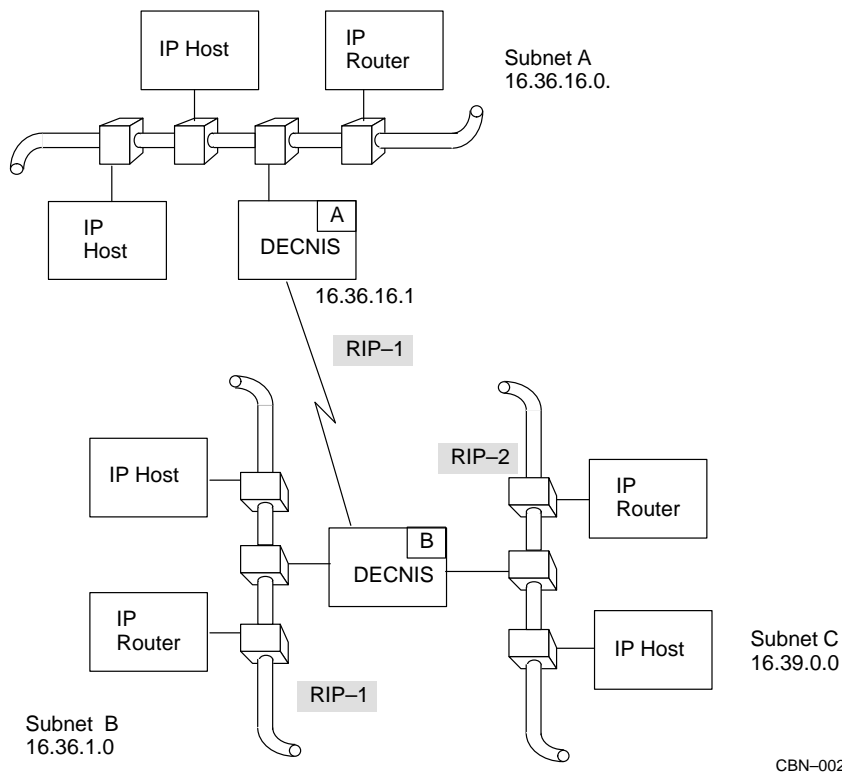 IP Host
IP
Router
Subnet A
16.36.16.0.
IP
Host
A
DECNIS
16.36.16.1
RIP–1
IP Host
RIP–2
IP
Router
B
DECNIS
IP
Router
IP Host
Subnet C
16.39.0.0
RIP–1
Subnet B
16.36.1.0
CBN–002